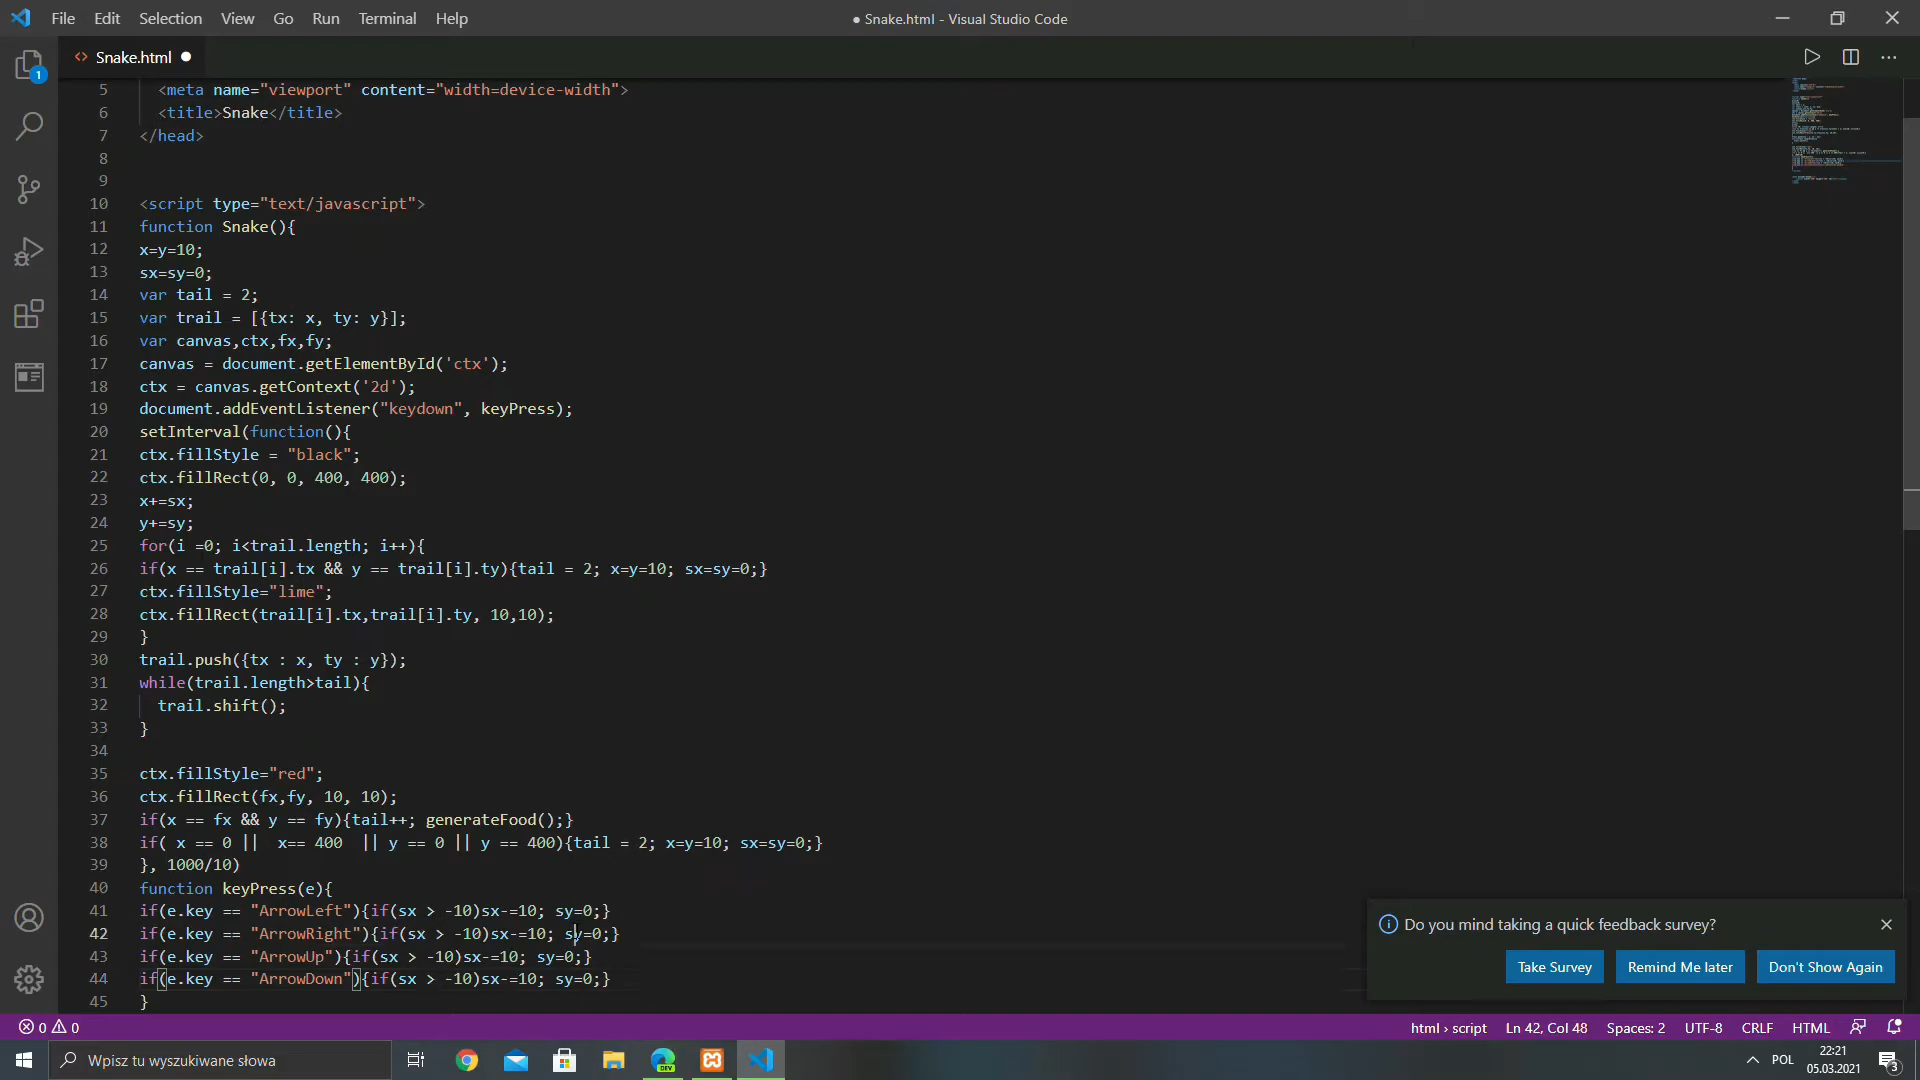 File Edit Selection View Go Run Terminal Help
● Snake.html - Visual Studio Code
Snake.html ●
1
5 <meta name="viewport" content="width=device-width">
6 <title>Snake</title>
7 </head>
8
9
10 <script type="text/javascript">
11 function Snake(){
12 x=y=10;
13 sx=sy=0;
14 var tail = 2;
15 var trail = [{tx: x, ty: y}];
16 var canvas,ctx,fx,fy;
17 canvas = document.getElementById('ctx');
18 ctx = canvas.getContext('2d');
19 document.addEventListener("keydown", keyPress);
20 setInterval(function(){
21 ctx.fillStyle = "black";
22 ctx.fillRect(0, 0, 400, 400);
23 x+=sx;
24 y+=sy;
25 for(i =0; i<trail.length; i++){
26 if(x == trail[i].tx && y == trail[i].ty){tail = 2; x=y=10; sx=sy=0;}
27 ctx.fillStyle="lime";
28 ctx.fillRect(trail[i].tx,trail[i].ty, 10,10);
29 }
30 trail.push({tx : x, ty : y});
31 while(trail.length>tail){
32 trail.shift();
33 }
34
35 ctx.fillStyle="red";
36 ctx.fillRect(fx,fy, 10, 10);
37 if(x == fx && y == fy){tail++; generateFood();}
38 if( x == 0 ||  x== 400  || y == 0 || y == 400){tail = 2; x=y=10; sx=sy=0;}
39 }, 1000/10)
40 function keyPress(e){
41 if(e.key == "ArrowLeft"){if(sx > -10)sx-=10; sy=0;}
42 if(e.key == "ArrowRight"){if(sx > -10)sx-=10; sy=0;}
43 if(e.key == "ArrowUp"){if(sx > -10)sx-=10; sy=0;}
44 if(e.key == "ArrowDown"){if(sx > -10)sx-=10; sy=0;}
45 }
Do you mind taking a quick feedback survey?
Take Survey Remind Me later Don't Show Again
0 0 html › script Ln 42, Col 48 Spaces: 2 UTF-8 CRLF HTML
Wpisz tu wyszukiwane słowa
DEV
POL
22:21
05.03.2021
3